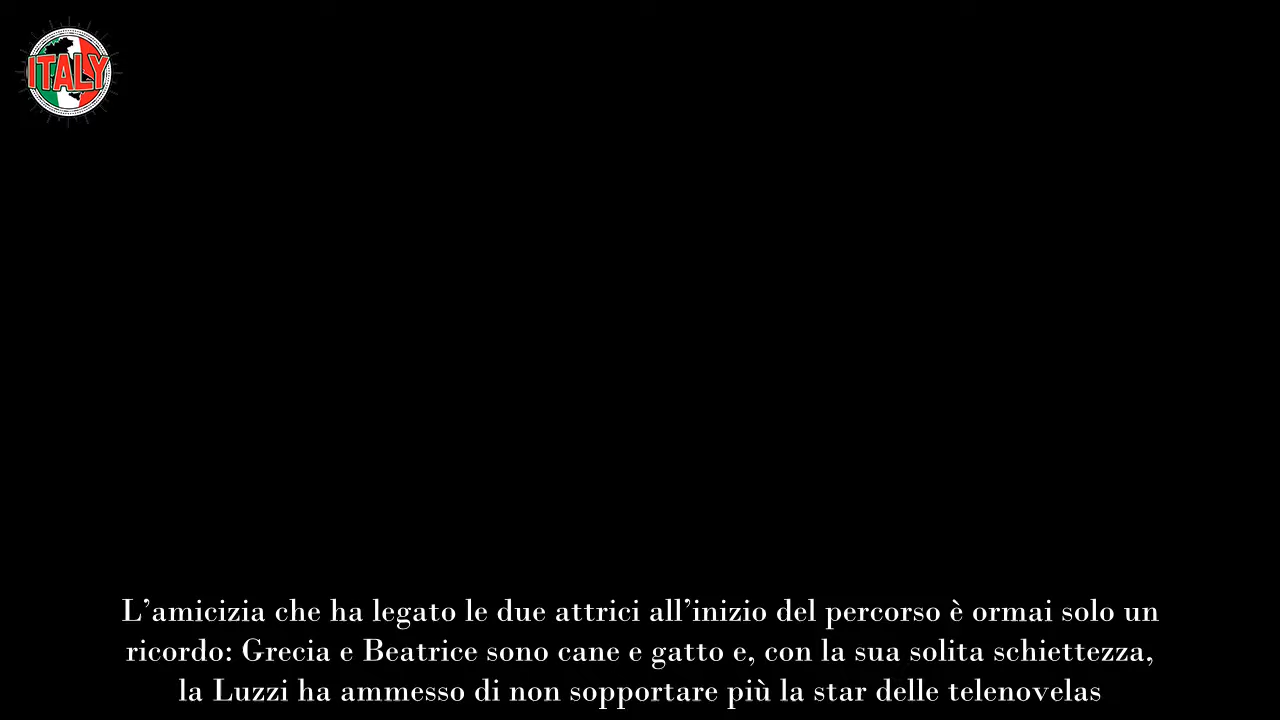 ITALY
L’amicizia che ha legato le due attrici all’inizio del percorso è ormai solo un
ricordo: Grecia e Beatrice sono cane e gatto e, con la sua solita schiettezza,
la Luzzi ha ammesso di non sopportare più la star delle telenovelas